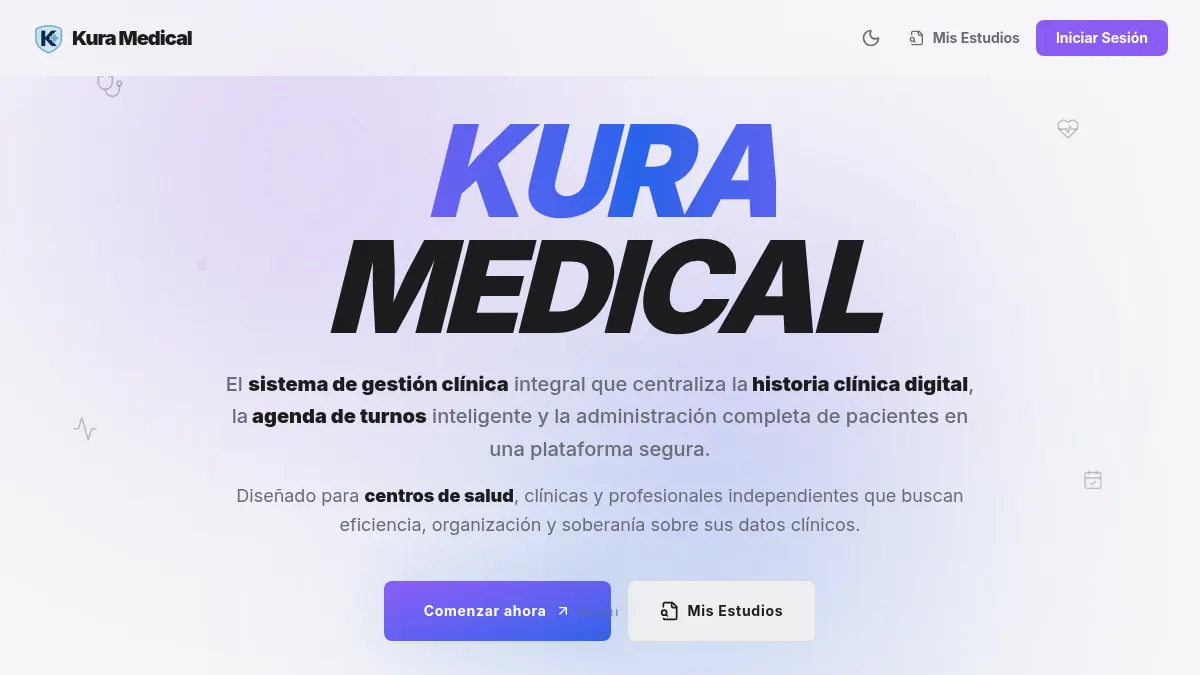 Kura Medical
Mis Estudios
Iniciar Sesión
KURA
MEDICAL
El sistema de gestión clínica integral que centraliza la historia clínica digital,
la agenda de turnos inteligente y la administración completa de pacientes en
una plataforma segura.
Diseñado para centros de salud, clínicas y profesionales independientes que buscan
eficiencia, organización y soberanía sobre sus datos clínicos.
Comenzar ahora
Mis Estudios